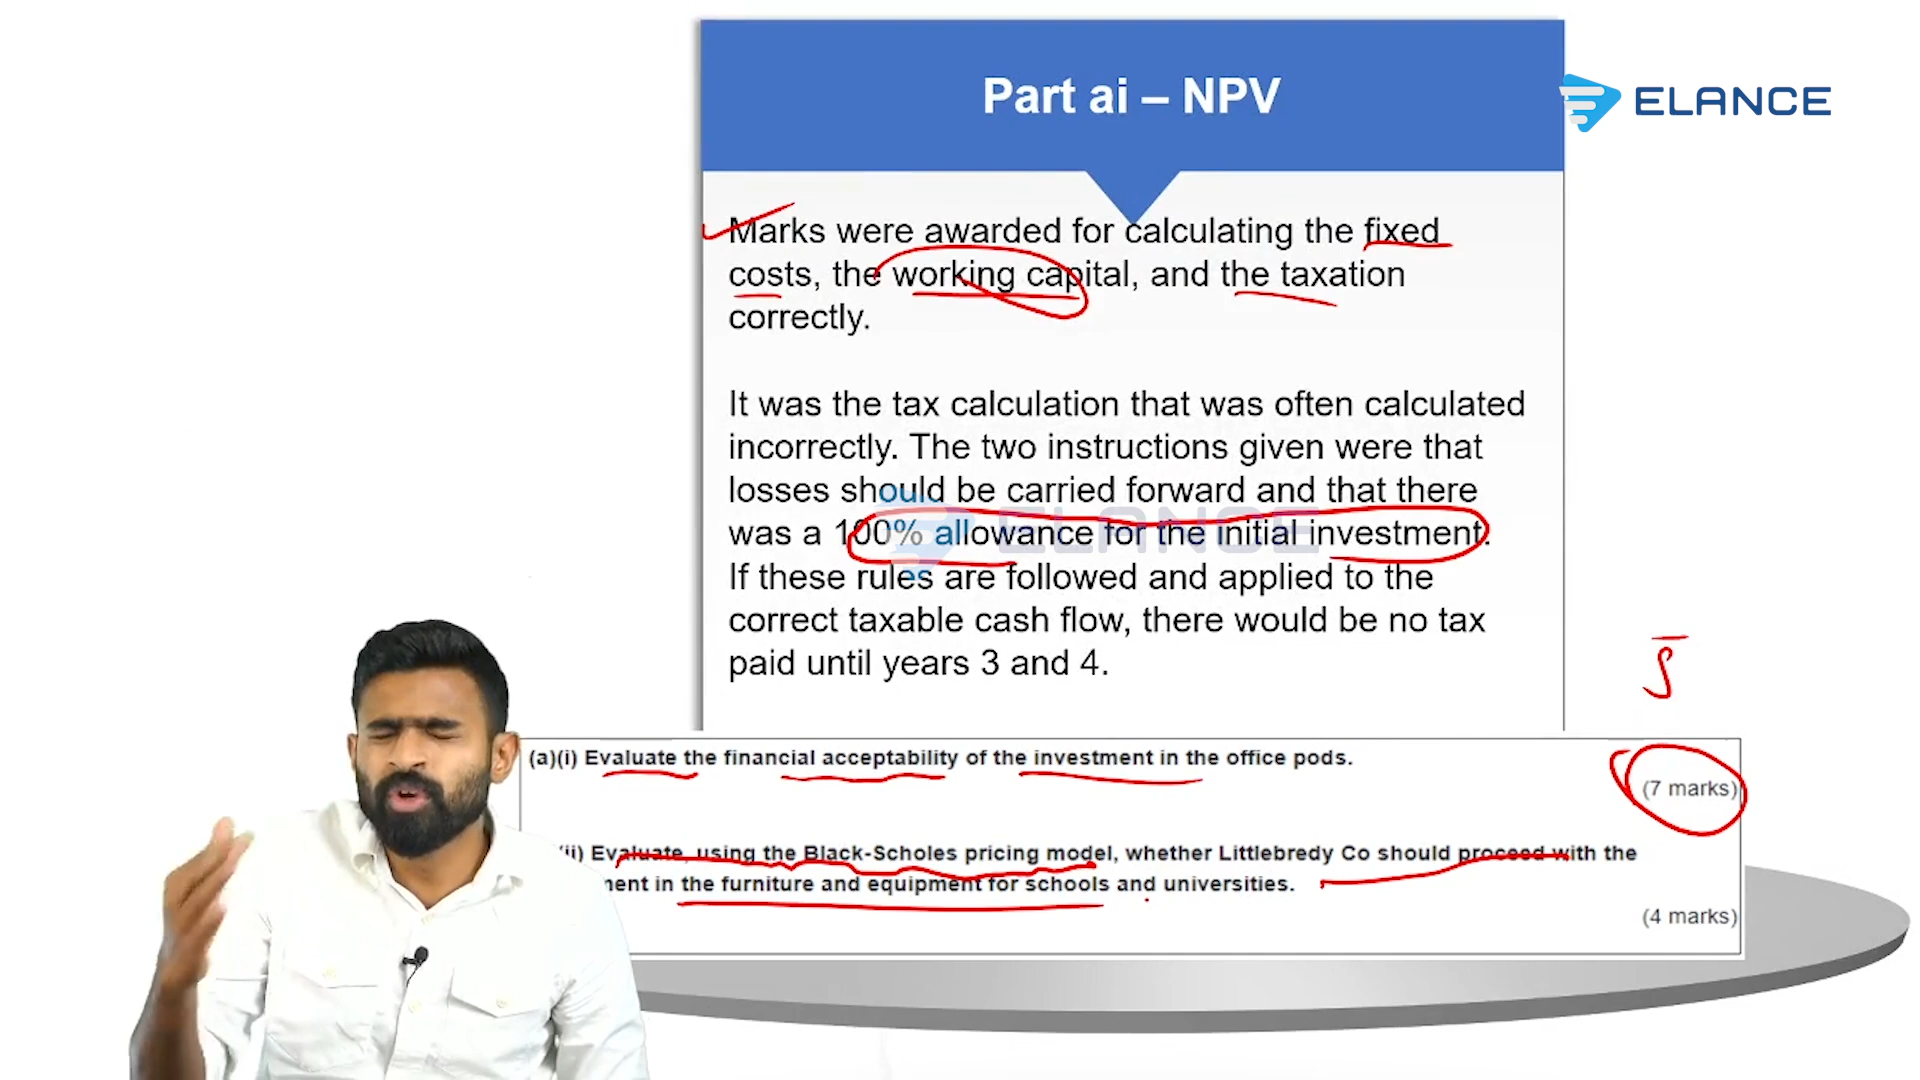 Part ai – NPV
ELANCE
Marks were awarded for calculating the fixed
costs, the working capital, and the taxation
correctly.
It was the tax calculation that was often calculated
incorrectly. The two instructions given were that
losses should be carried forward and that there
was a 100% allowance for the initial investment.
If these rules are followed and applied to the
correct taxable cash flow, there would be no tax
paid until years 3 and 4.
ELANCE
(a)(i) Evaluate the financial acceptability of the investment in the office pods.
(7 marks)
(ii) Evaluate, using the Black-Scholes pricing model, whether Littlebredy Co should proceed with the
in the furniture and equipment for schools and universities.
(4 marks)